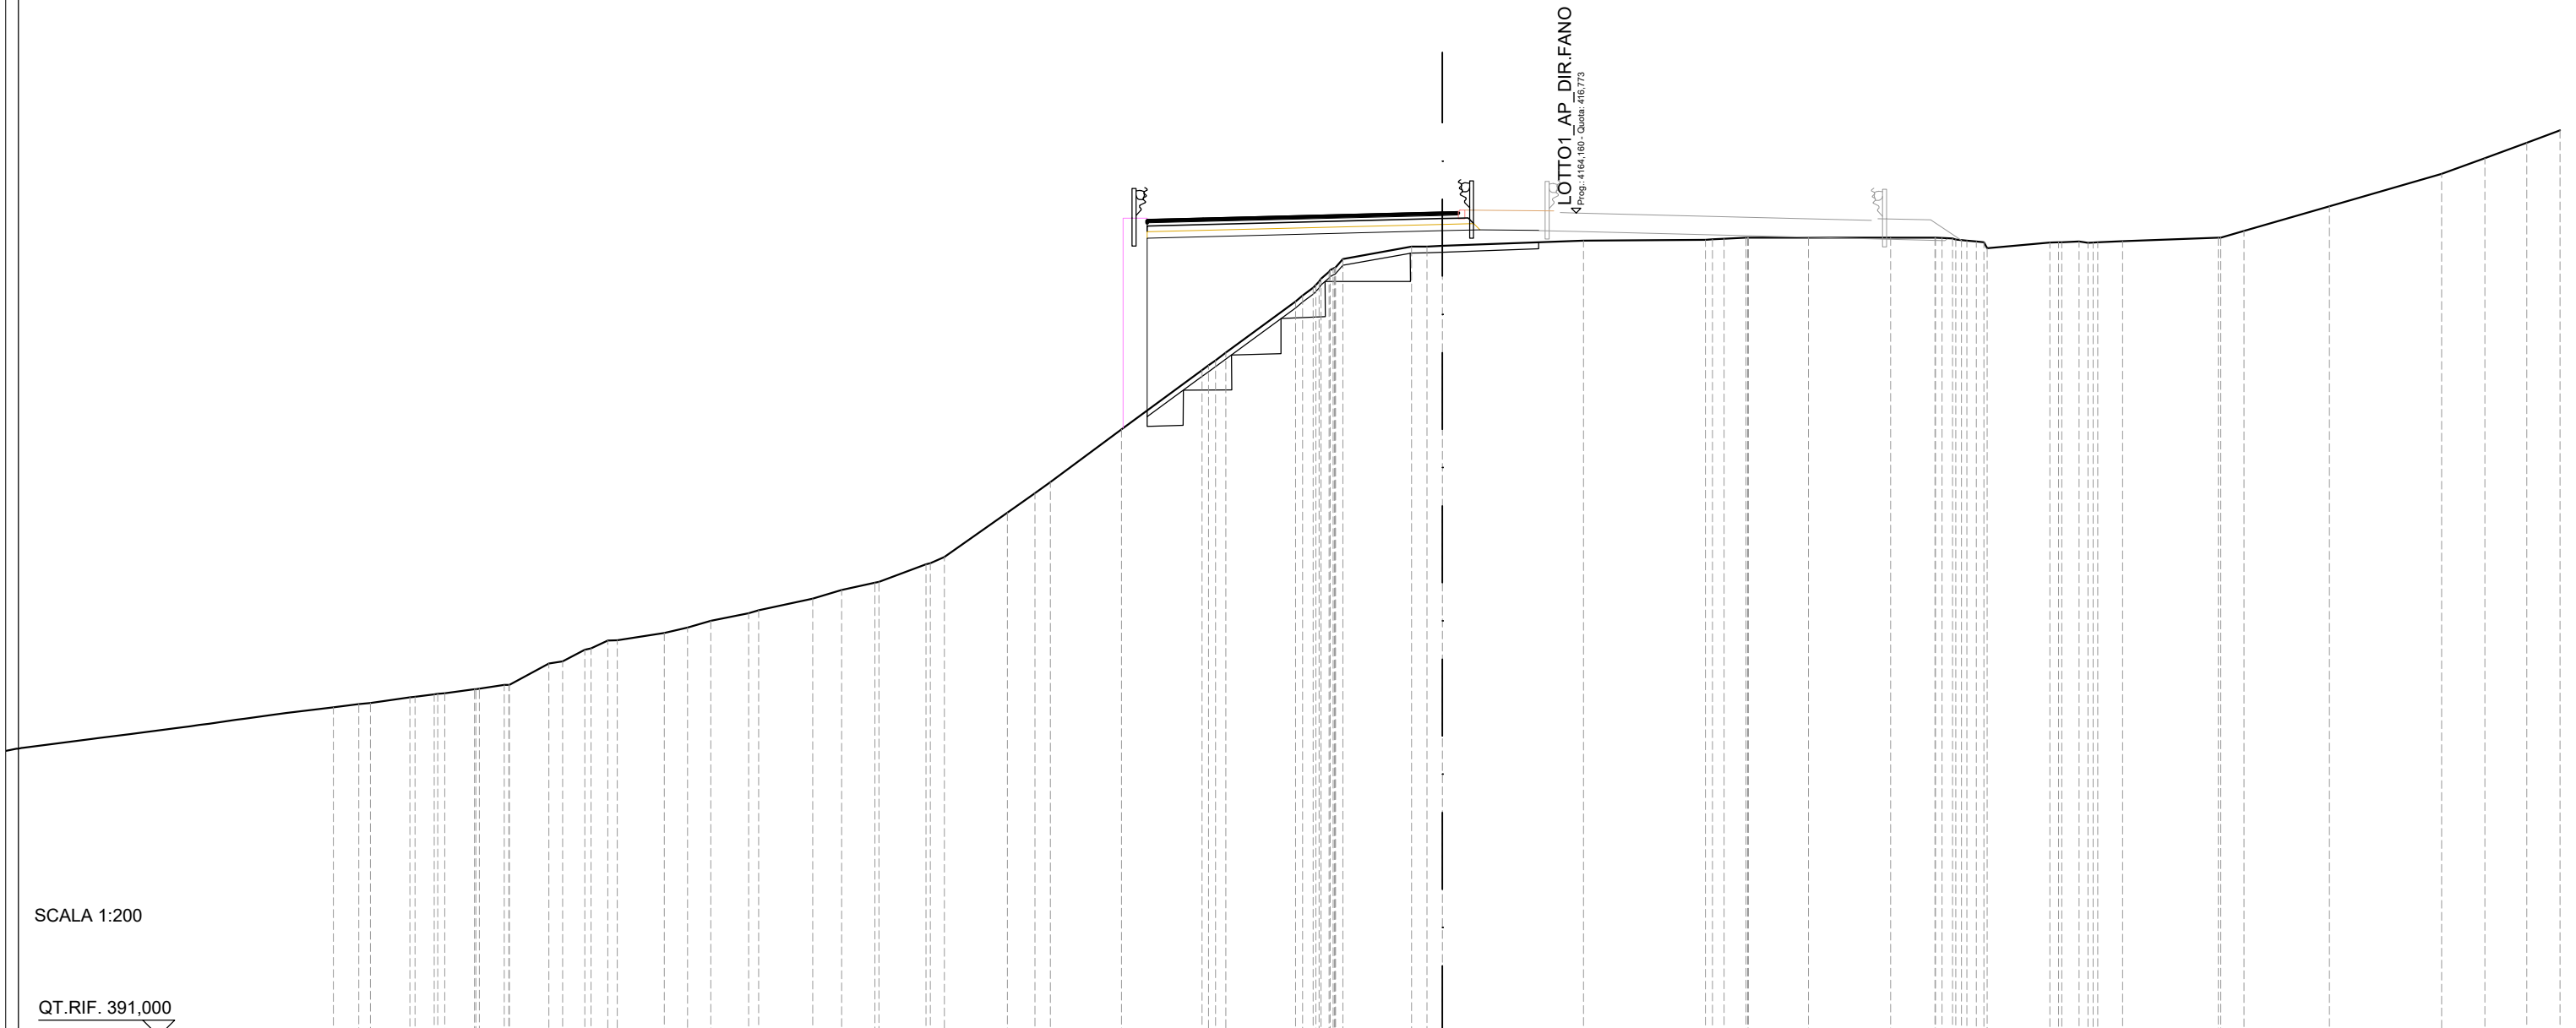 LOTTO1_AP_DIR.FANO
Prog.: 4164,160 - Quota: 416,773
SCALA 1:200
QT.RIF. 391,000